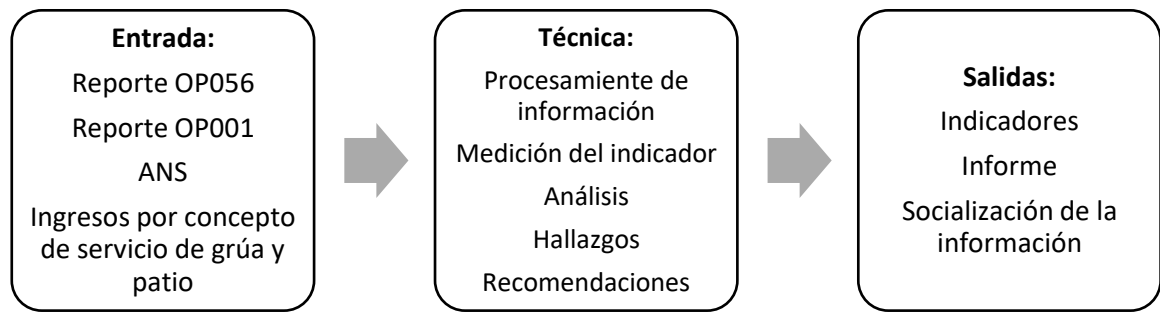 Entrada:
Reporte OP056
Reporte OP001
ANS
Ingresos por concepto
de servicio de grúa y
patio
Técnica:
Procesamiente de
información
Medición del indicador
Análisis
Hallazgos
Recomendaciones
Salidas:
Indicadores
Informe
Socialización de la
información